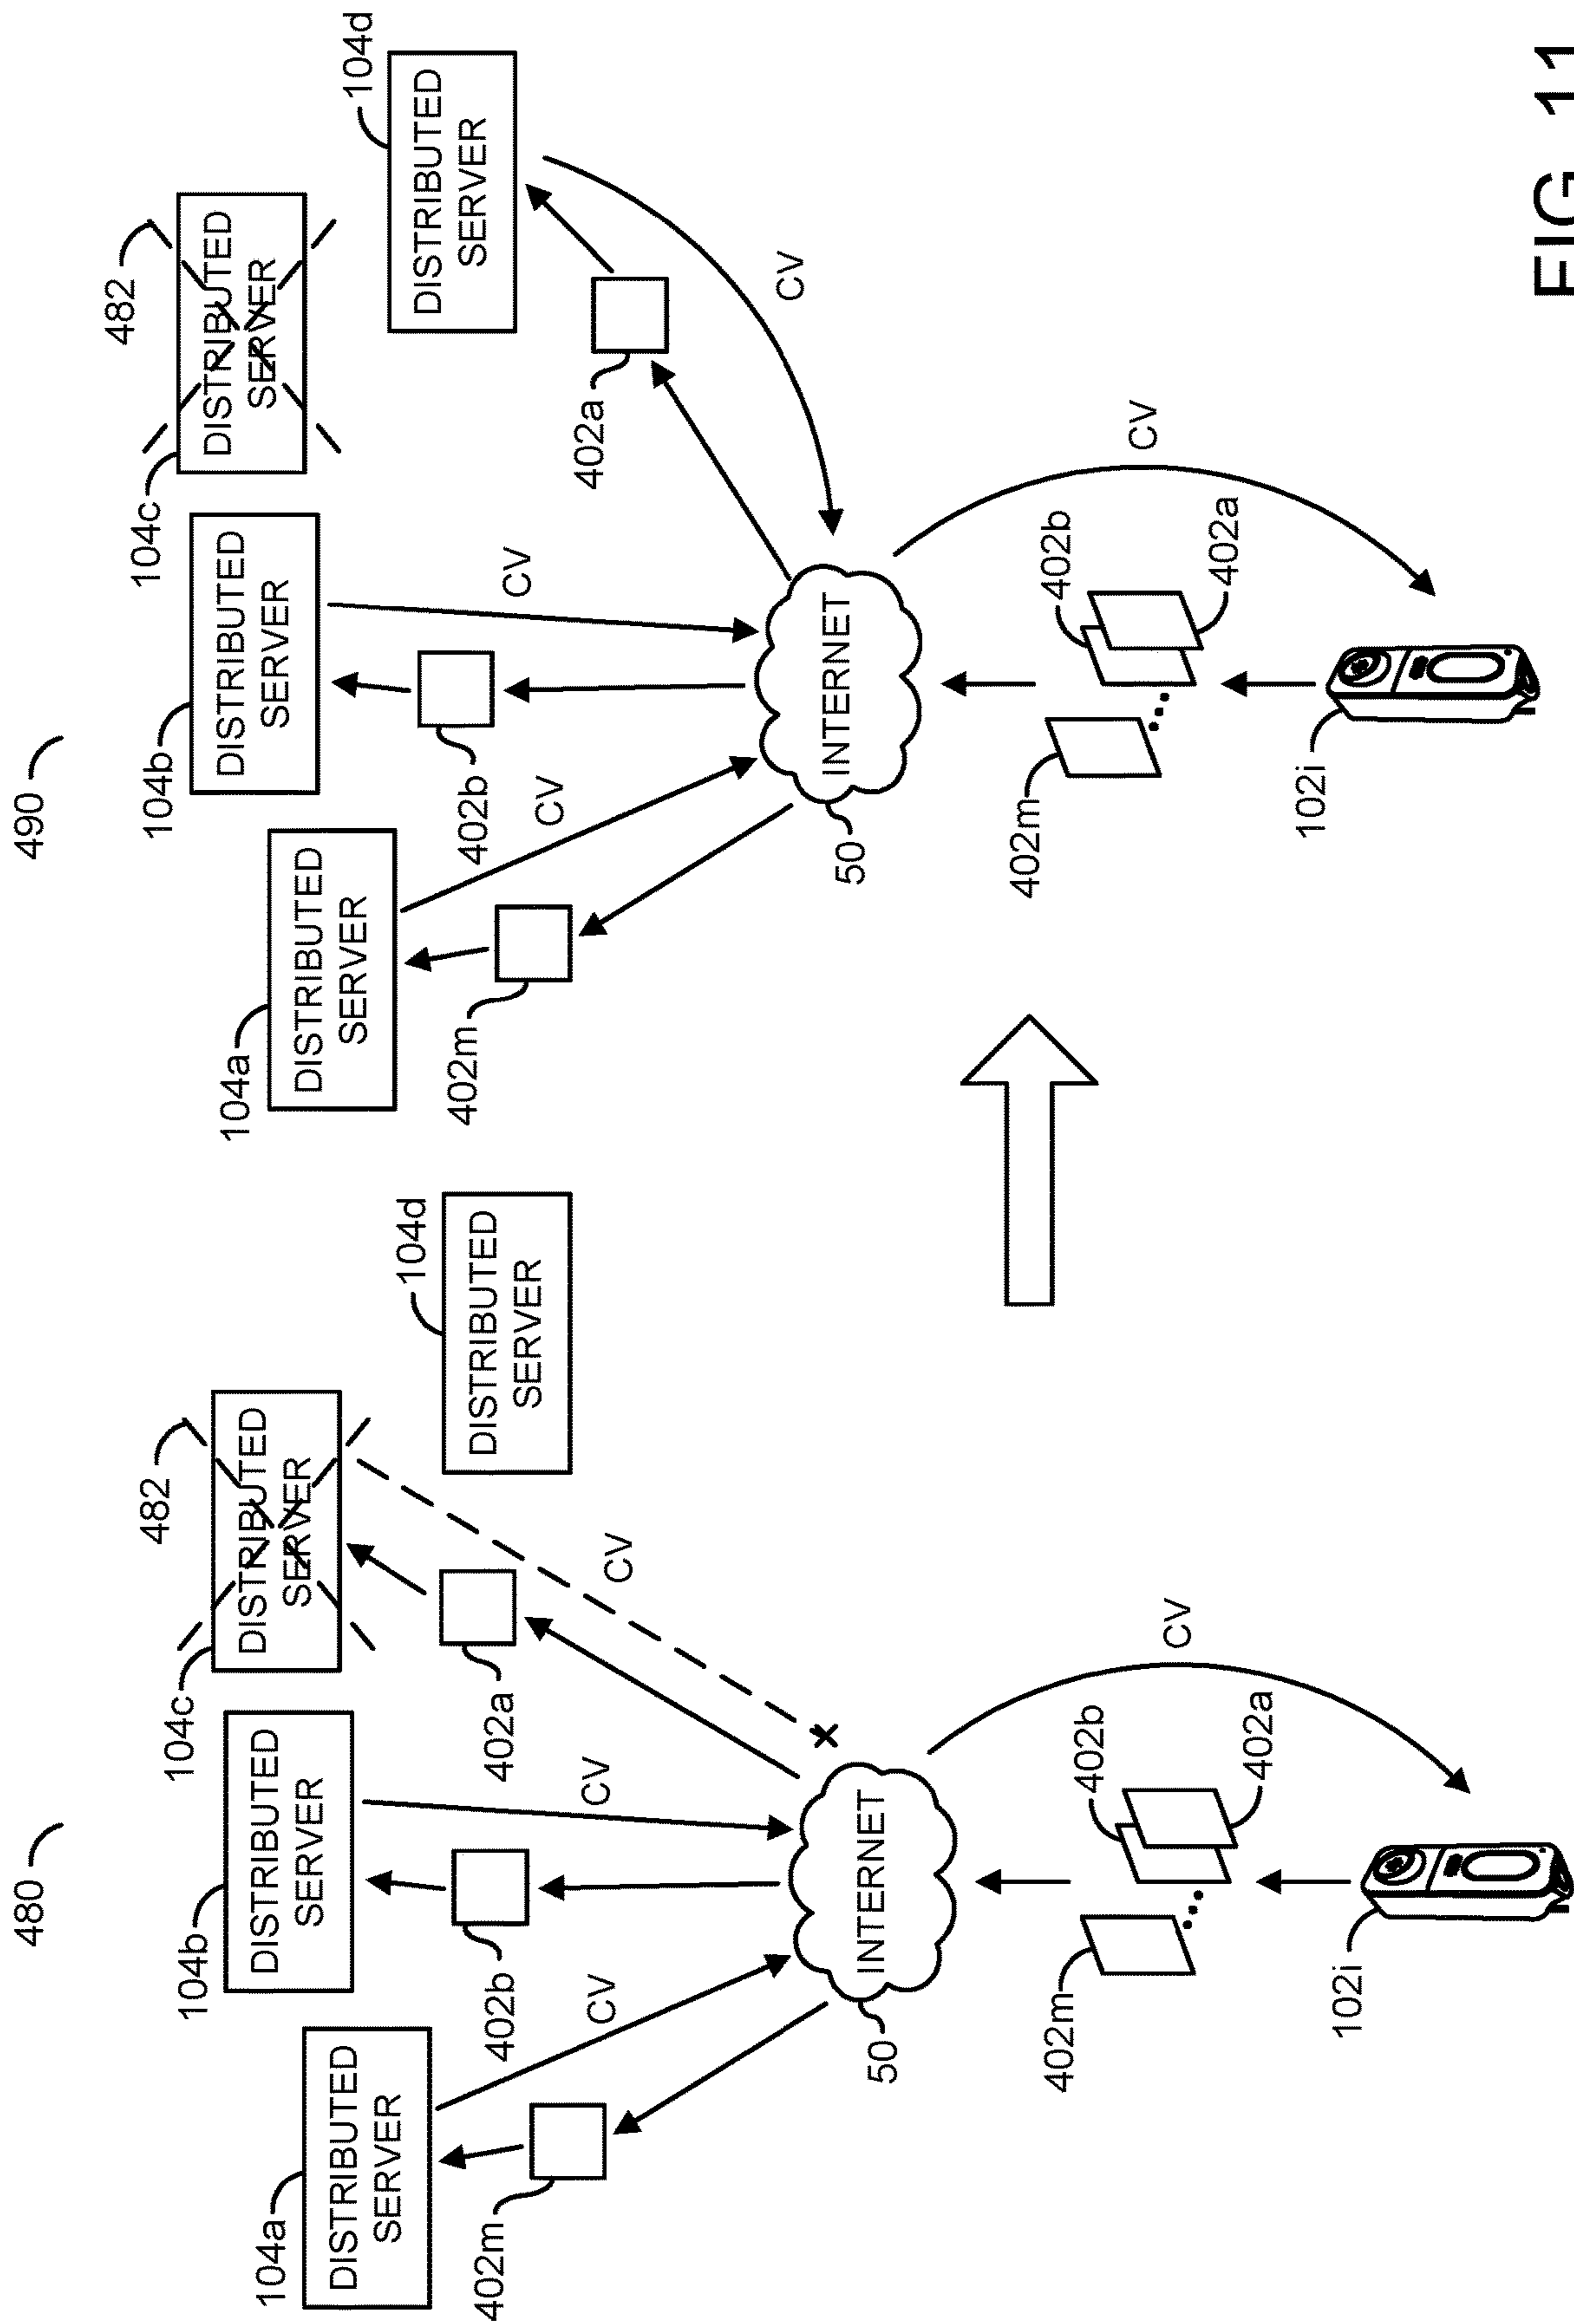 480
104a
DISTRIBUTED
SERVER
104b
DISTRIBUTED
SERVER
104c
DISTRIBUTED
SERVER
482
104d
DISTRIBUTED
SERVER
402m
CV
402b
CV
402a
CV
50
INTERNET
CV
402m
402b
402a
102i
490
104a
DISTRIBUTED
SERVER
104b
DISTRIBUTED
SERVER
104c
DISTRIBUTED
SERVER
482
104d
DISTRIBUTED
SERVER
402m
CV
402b
CV
402a
CV
50
INTERNET
CV
402m
402b
402a
102i
FIG. 11